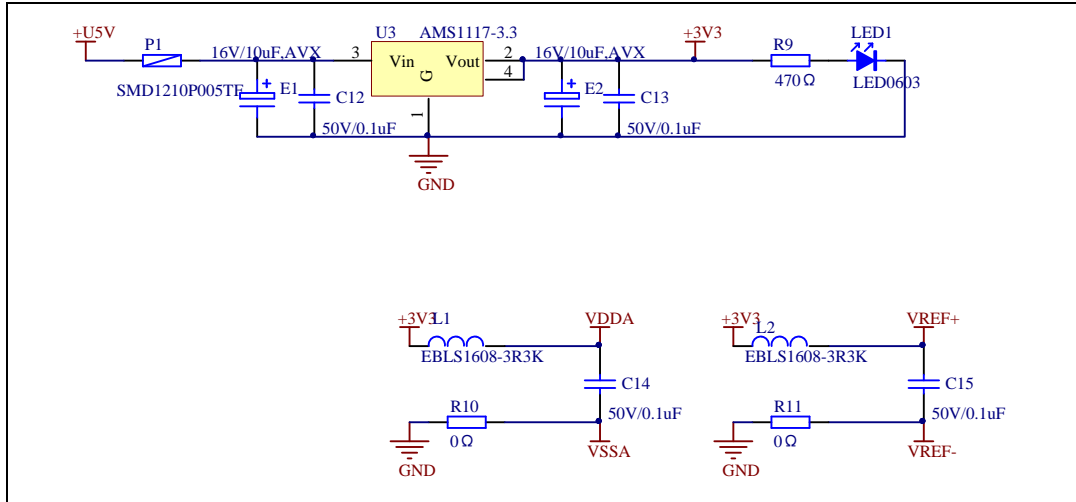 +U5V
P1
SMD1210P005TF
16V/10uF,AVX
E1
C12
50V/0.1uF
U3
AMS1117-3.3
3
Vin
G
Vout
2
4
1
GND
16V/10uF,AVX
E2
C13
50V/0.1uF
+3V3
R9
470Ω
LED1
LED0603
+3V3
L1
EBLS1608-3R3K
VDDA
C14
50V/0.1uF
R10
0Ω
GND
VSSA
+3V3
L2
EBLS1608-3R3K
VREF+
C15
50V/0.1uF
R11
0Ω
GND
VREF-